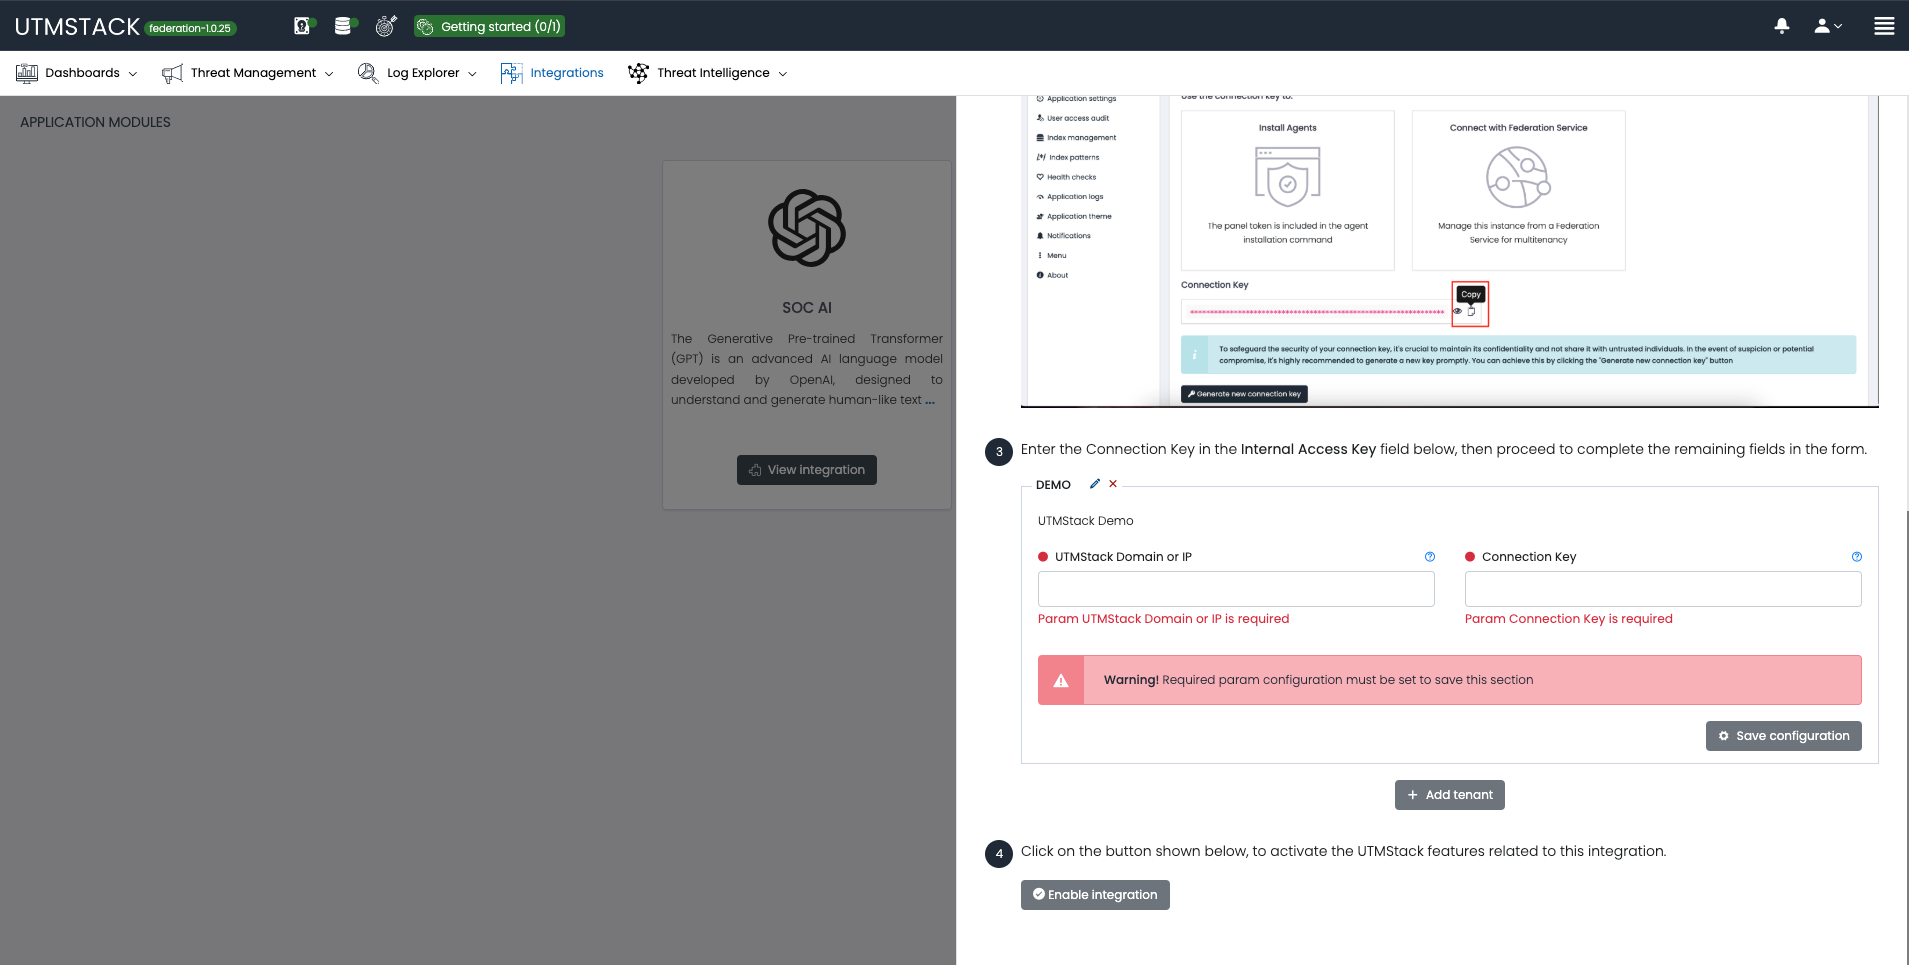 UTMSTACK federation-1.0.25 Getting started (0/1)
Dashboards Threat Management Log Explorer Integrations Threat Intelligence
APPLICATION MODULES
SOC AI
The Generative Pre-trained Transformer
(GPT) is an advanced AI language model
developed by OpenAI, designed to
understand and generate human-like text ...
View integration
Use the connection key to:
Application settings
User access audit
Index management
Index patterns
Health checks
Application logs
Application theme
Notifications
Menu
About
Install Agents
The panel token is included in the agent
installation command
Connect with Federation Service
Manage this instance from a Federation
Service for multitenancy
Connection Key
Copy
To safeguard the security of your connection key, it's crucial to maintain its confidentiality and not share it with untrusted individuals. In the event of suspicion or potential
compromise, it's highly recommended to generate a new key promptly. You can achieve this by clicking the "Generate new connection key" button
Generate new connection key
3 Enter the Connection Key in the Internal Access Key field below, then proceed to complete the remaining fields in the form.
DEMO
UTMStack Demo
UTMStack Domain or IP
Param UTMStack Domain or IP is required
Connection Key
Param Connection Key is required
Warning! Required param configuration must be set to save this section
Save configuration
+ Add tenant
4 Click on the button shown below, to activate the UTMStack features related to this integration.
Enable integration